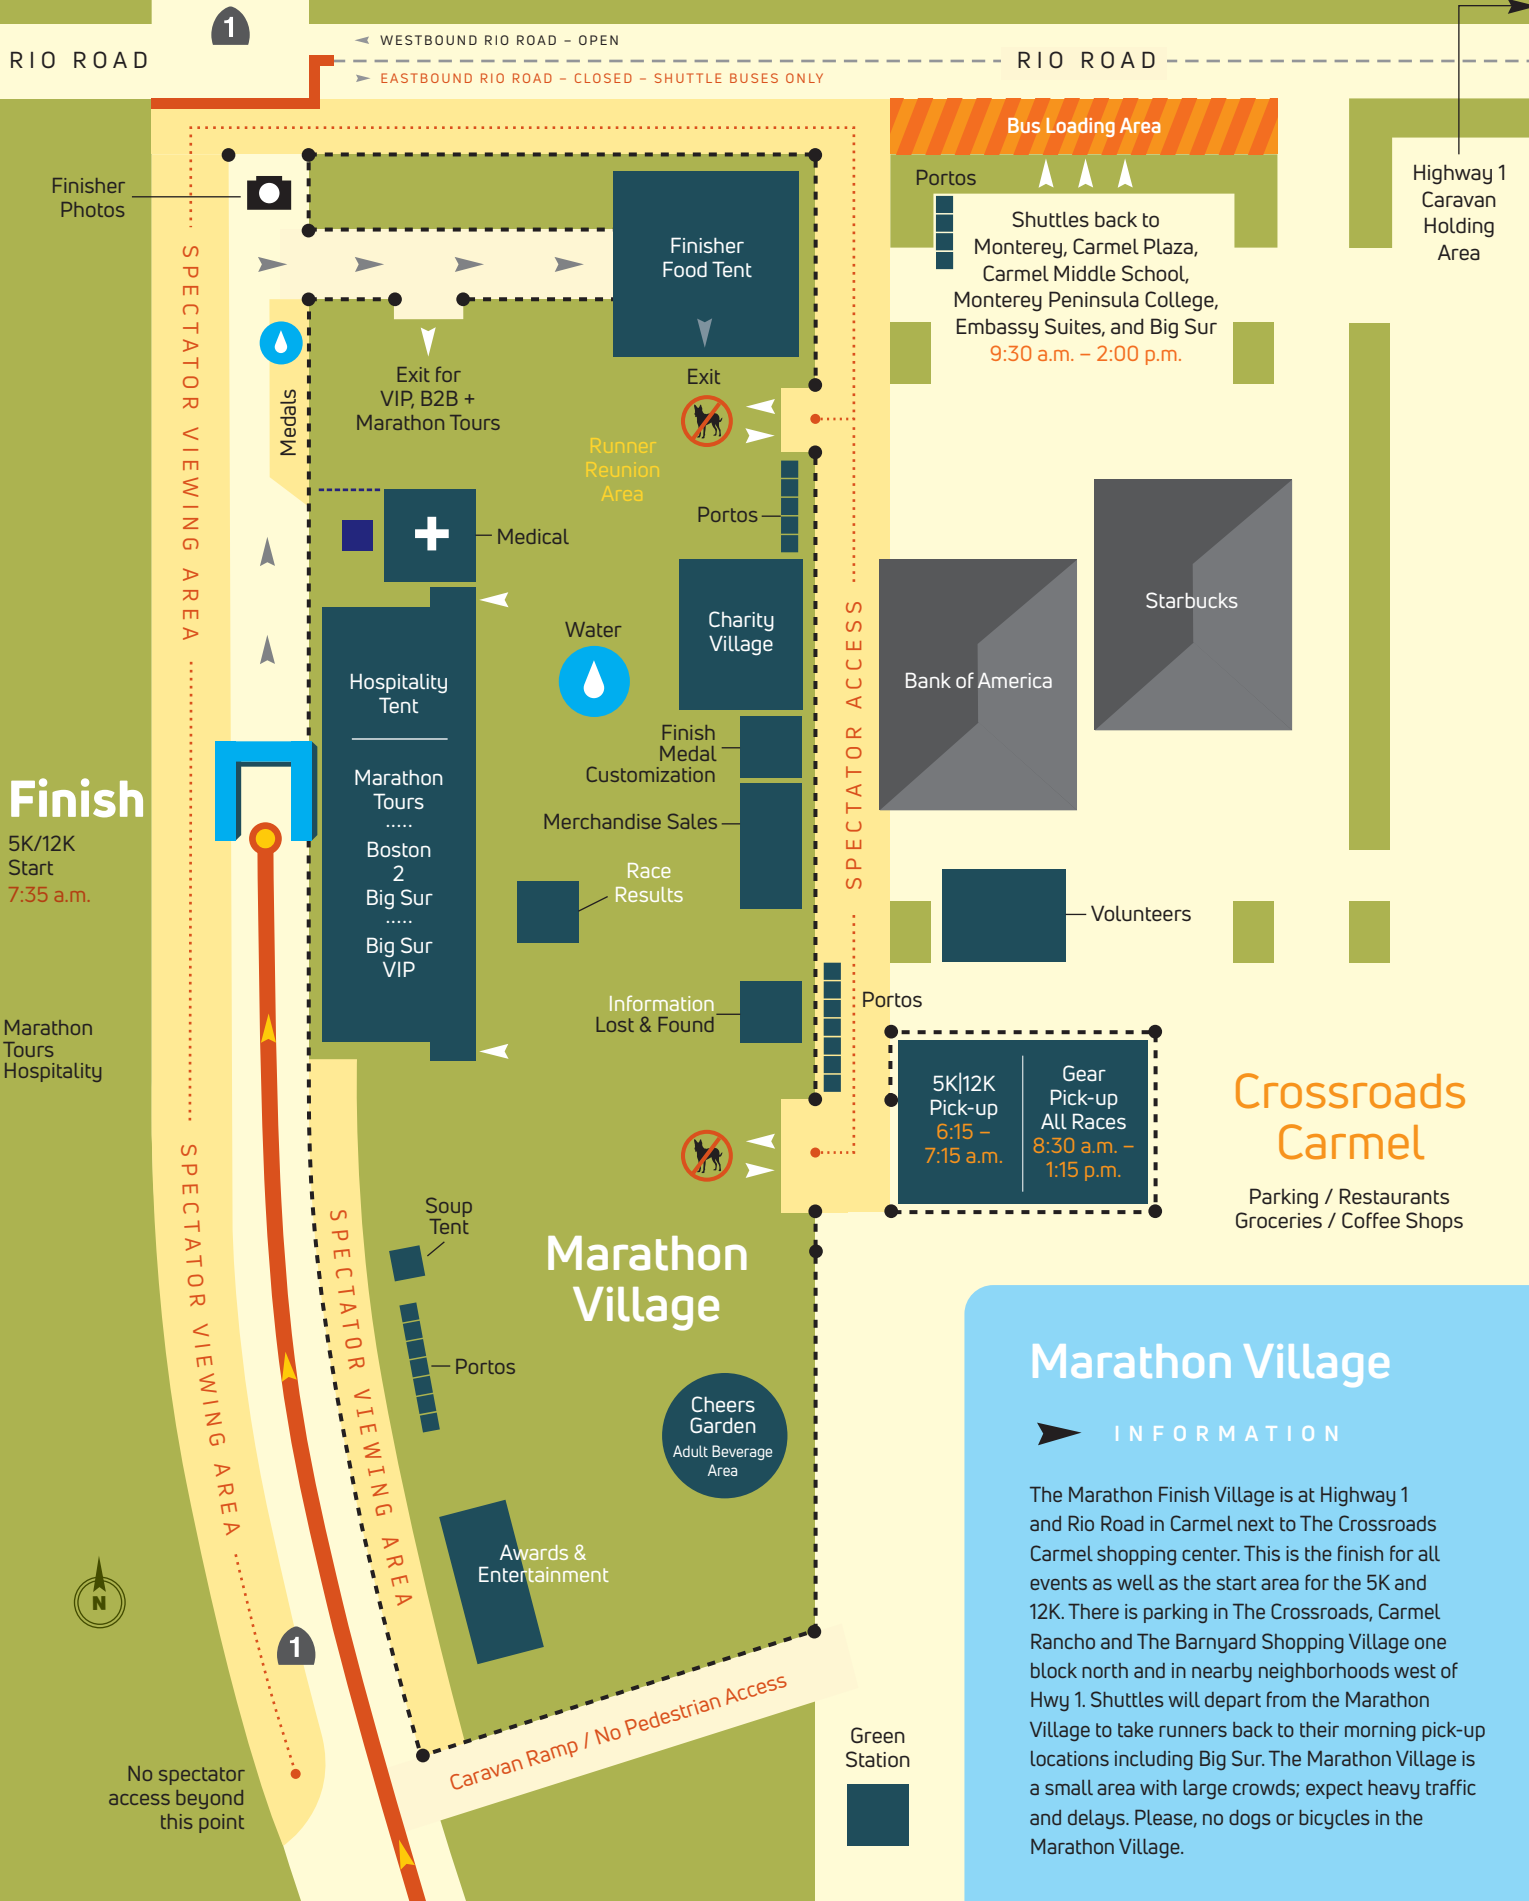 1
WESTBOUND RIO ROAD – OPEN
RIO ROAD
RIO ROAD
EASTBOUND RIO ROAD – CLOSED – SHUTTLE BUSES ONLY
Bus Loading Area
Highway 1
Caravan
Holding
Area
Portos
Shuttles back to
Monterey, Carmel Plaza,
Carmel Middle School,
Monterey Peninsula College,
Embassy Suites, and Big Sur
9:30 a.m. – 2:00 p.m.
Finisher
Photos
Finisher
Food Tent
SPECTATOR VIEWING AREA
Medals
Exit for
VIP, B2B +
Marathon Tours
Exit
Runner
Reunion
Area
Portos
Medical
Starbucks
Charity
Village
Water
SPECTATOR ACCESS
Bank of America
Hospitality
Tent
Marathon
Tours
.....
Boston
2
Big Sur
.....
Big Sur
VIP
Finish
Medal
Customization
Merchandise Sales
Finish
5K/12K
Start
7:35 a.m.
Race
Results
Volunteers
Information
Lost & Found
Portos
Marathon
Tours
Hospitality
5K|12K
Pick-up
6:15 –
7:15 a.m.
Gear
Pick-up
All Races
8:30 a.m. –
1:15 p.m.
Crossroads
Carmel
Parking / Restaurants
Groceries / Coffee Shops
SPECTATOR VIEWING AREA
SPECTATOR VIEWING AREA
Soup
Tent
Marathon
Village
Portos
Cheers
Garden
Adult Beverage
Area
Awards &
Entertainment
N
1
Caravan Ramp / No Pedestrian Access
No spectator
access beyond
this point
Green
Station
Marathon Village
INFORMATION
The Marathon Finish Village is at Highway 1
and Rio Road in Carmel next to The Crossroads
Carmel shopping center. This is the finish for all
events as well as the start area for the 5K and
12K. There is parking in The Crossroads, Carmel
Rancho and The Barnyard Shopping Village one
block north and in nearby neighborhoods west of
Hwy 1. Shuttles will depart from the Marathon
Village to take runners back to their morning pick-up
locations including Big Sur. The Marathon Village is
a small area with large crowds; expect heavy traffic
and delays. Please, no dogs or bicycles in the
Marathon Village.